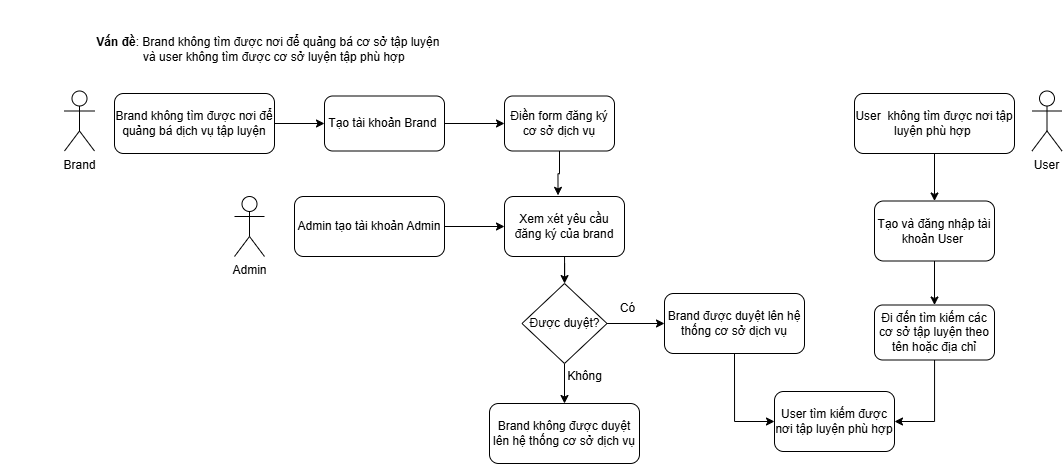 Vấn đề: Brand không tìm được nơi để quảng bá cơ sở tập luyện
và user không tìm được cơ sở luyện tập phù hợp
Brand không tìm được nơi để
quảng bá dịch vụ tập luyện
Tạo tài khoản Brand
Điền form đăng ký
cơ sở dịch vụ
User không tìm được nơi tập
luyện phù hợp
Brand
User
Admin tạo tài khoản Admin
Xem xét yêu cầu
đăng ký của brand
Tạo và đăng nhập tài
khoản User
Admin
Được duyệt?
Có
Brand được duyệt lên hệ
thống cơ sở dịch vụ
Đi đến tìm kiếm các
cơ sở tập luyện theo
tên hoặc địa chỉ
Không
Brand không được duyệt
lên hệ thống cơ sở dịch vụ
User tìm kiếm được
nơi tập luyện phù hợp